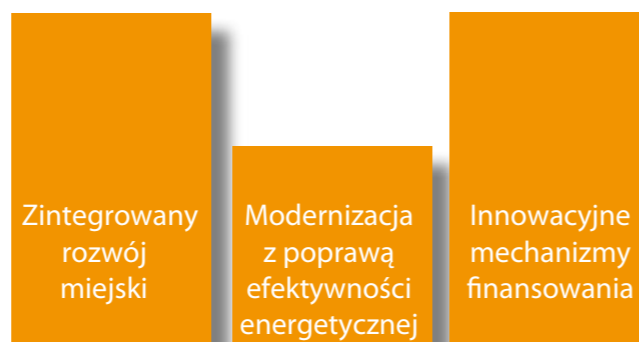 Zintegrowany
rozwój
miejski
Modernizacja
z poprawą
efektywności
energetycznej
Innowacyjne
mechanizmy
finansowania